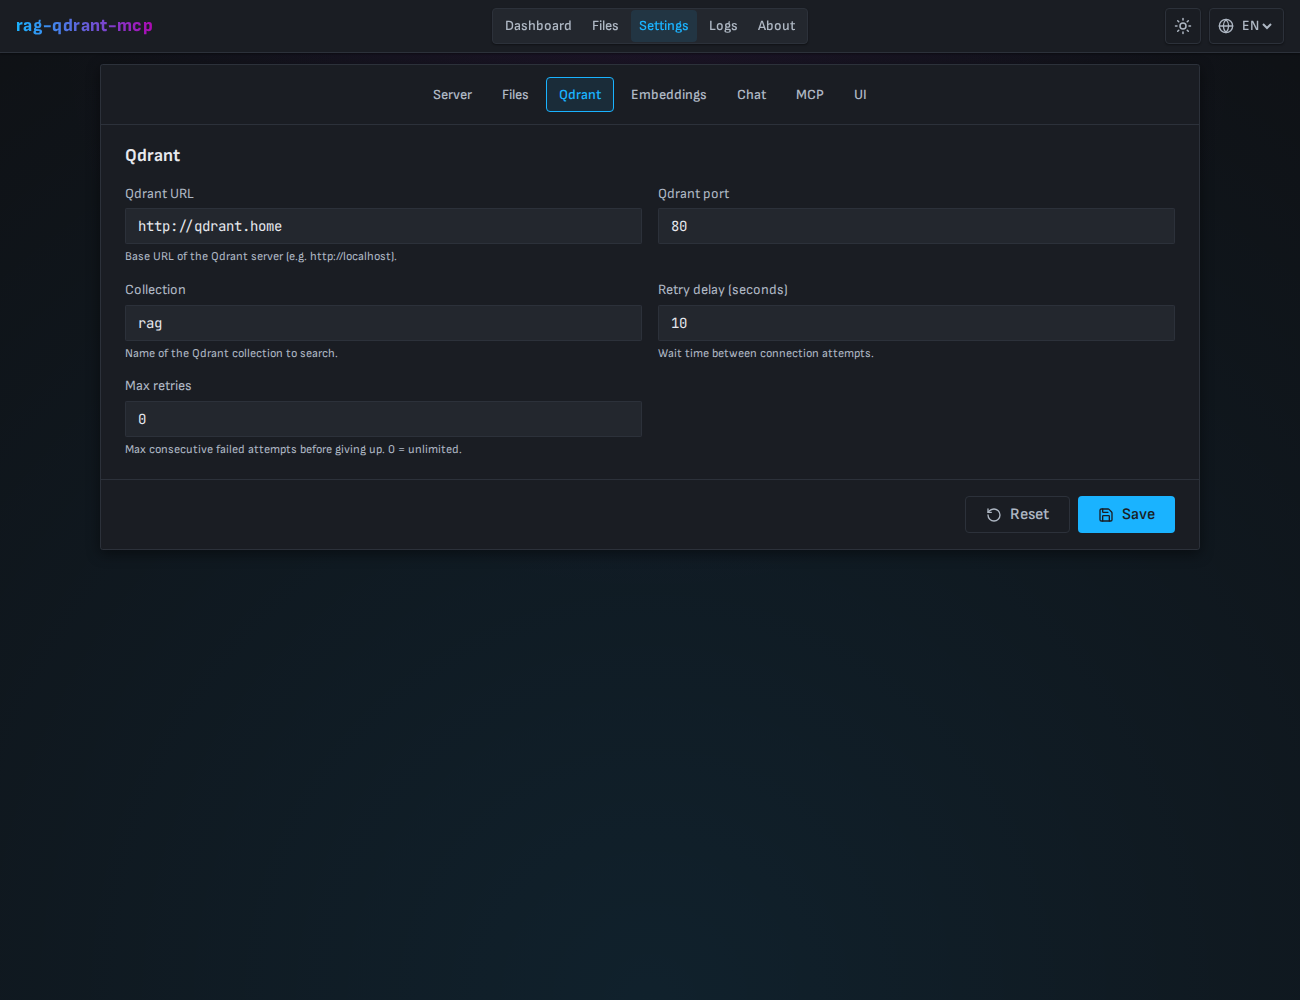 rag-qdrant-mcp
Dashboard Files Settings Logs About
EN
Server Files Qdrant Embeddings Chat MCP UI
Qdrant
Qdrant URL
http://qdrant.home
Base URL of the Qdrant server (e.g. http://localhost).
Qdrant port
80
Collection
rag
Name of the Qdrant collection to search.
Retry delay (seconds)
10
Wait time between connection attempts.
Max retries
0
Max consecutive failed attempts before giving up. 0 = unlimited.
Reset
Save